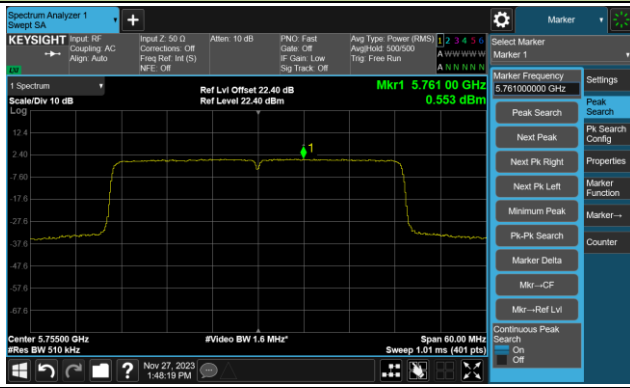 Spectrum Analyzer 1
Swept SA
Marker
KEYSIGHT
Input: RF
Coupling: AC
Align: Auto
Input Z: 50 Ω
Corrections: Off
Freq Ref: Int (S)
NFE: Off
Atten: 10 dB
PNO: Fast
Gate: Off
IF Gain: Low
Sig Track: Off
Avg Type: Power (RMS)
Avg|Hold: 500/500
Trig: Free Run
1 2 3 4 5 6
A W W W W W
A N N N N N
Select Marker
Marker 1
1 Spectrum
Scale/Div 10 dB
Log
Ref Lvl Offset 22.40 dB
Ref Level 22.40 dBm
Mkr1 5.761 00 GHz
0.553 dBm
1
12.4
2.40
-7.60
-17.6
-27.6
-37.6
-47.6
-57.6
-67.6
Center 5.75500 GHz
#Res BW 510 kHz
#Video BW 1.6 MHz*
Span 60.00 MHz
Sweep 1.01 ms (401 pts)
Marker Frequency
5.761000000 GHz
Peak Search
Next Peak
Next Pk Right
Next Pk Left
Minimum Peak
Pk-Pk Search
Marker Delta
Mkr→CF
Mkr→Ref Lvl
Continuous Peak
Search
On
Off
Settings
Peak
Search
Pk Search
Config
Properties
Marker
Function
Marker→
Counter
?
Nov 27, 2023
1:48:19 PM